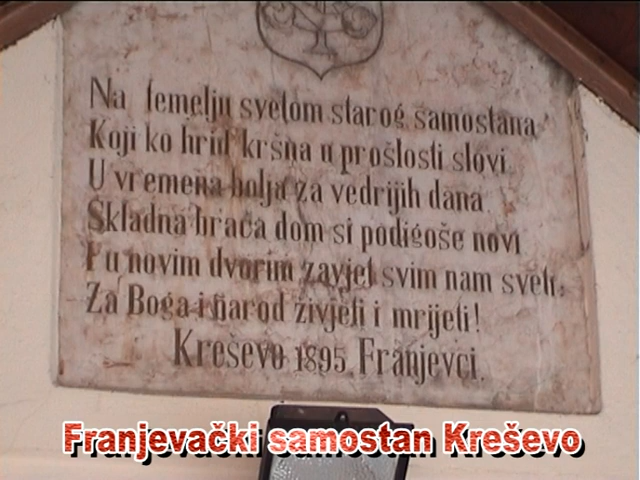 Na temelju svetom starog samostana
Koji ko hrid kršna u prošlosti slovi.
U vremena bolja za vedrijih dana
Skladna braća dom si podigoše novi
I u novim dvorim zavjet svim nam sveti:
Za Boga i narod živjeti i mrijeti!
Kreševo 1895. Franjevci.
Franjevački samostan Kreševo